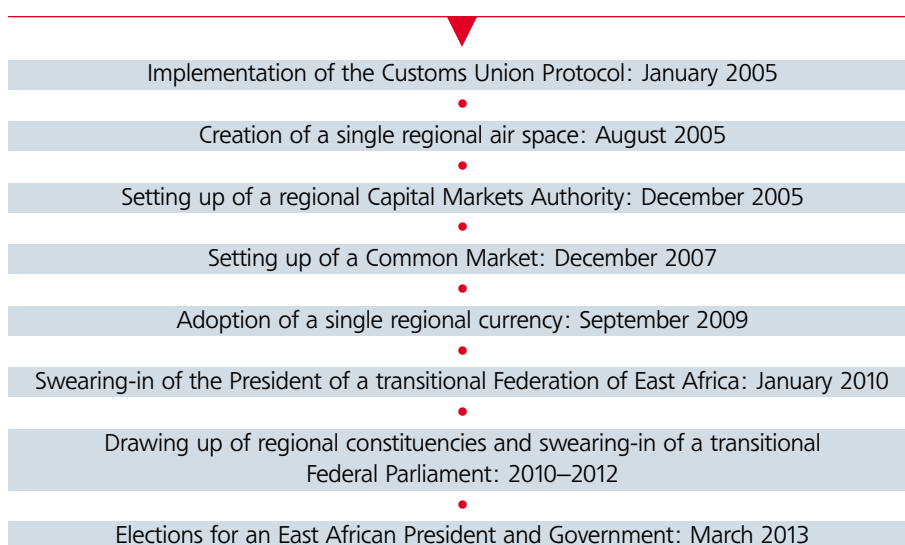 Implementation of the Customs Union Protocol: January 2005
Creation of a single regional air space: August 2005
Setting up of a regional Capital Markets Authority: December 2005
Setting up of a Common Market: December 2007
Adoption of a single regional currency: September 2009
Swearing-in of the President of a transitional Federation of East Africa: January 2010
Drawing up of regional constituencies and swearing-in of a transitional
Federal Parliament: 2010–2012
Elections for an East African President and Government: March 2013